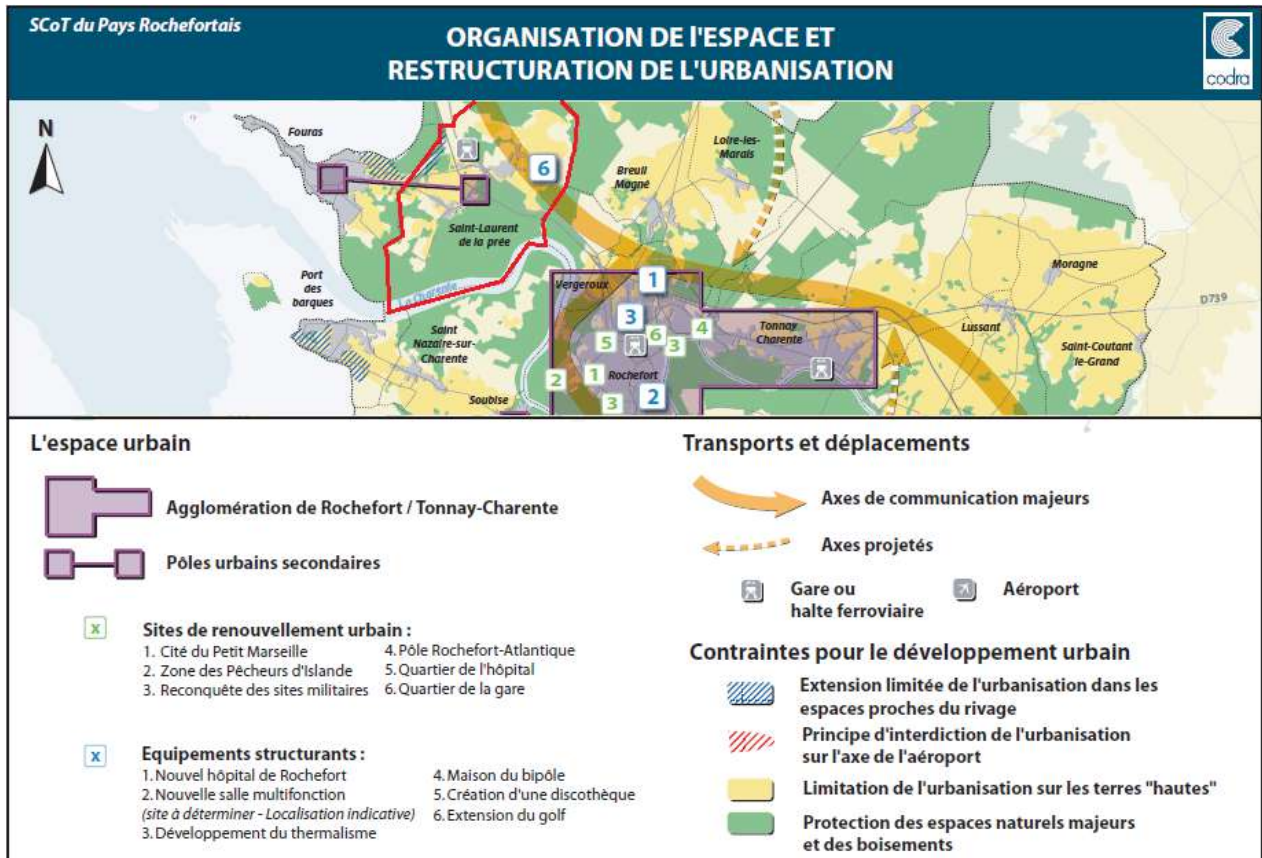 SCoT du Pays Rochefortais
ORGANISATION DE l'ESPACE ET
RESTRUCTURATION DE L'URBANISATION
codra
N
Fouras
6
Breuil
Magné
Loire-les-
Marais
Saint-Laurent
de la prée
Port
des
barques
La Charente
Vergeroux
1
Moragne
D739
Saint
Nazaire-sur-
Charente
3
5
6
3
4
Tonnay
Charente
Lussant
Saint-Coutant
le-Grand
Soubise
2
1
Rochefort
3
2
L'espace urbain
Agglomération de Rochefort / Tonnay-Charente
Pôles urbains secondaires
x Sites de renouvellement urbain :
1. Cité du Petit Marseille
2. Zone des Pêcheurs d'Islande
3. Reconquête des sites militaires
4. Pôle Rochefort-Atlantique
5. Quartier de l'hôpital
6. Quartier de la gare
x Equipements structurants :
1. Nouvel hôpital de Rochefort
2. Nouvelle salle multifonction
(site à déterminer - Localisation indicative)
3. Développement du thermalisme
4. Maison du bipôle
5. Création d'une discothèque
6. Extension du golf
Transports et déplacements
Axes de communication majeurs
Axes projetés
Gare ou
halte ferroviaire
Aéroport
Contraintes pour le développement urbain
Extension limitée de l'urbanisation dans les
espaces proches du rivage
Principe d'interdiction de l'urbanisation
sur l'axe de l'aéroport
Limitation de l'urbanisation sur les terres "hautes"
Protection des espaces naturels majeurs
et des boisements